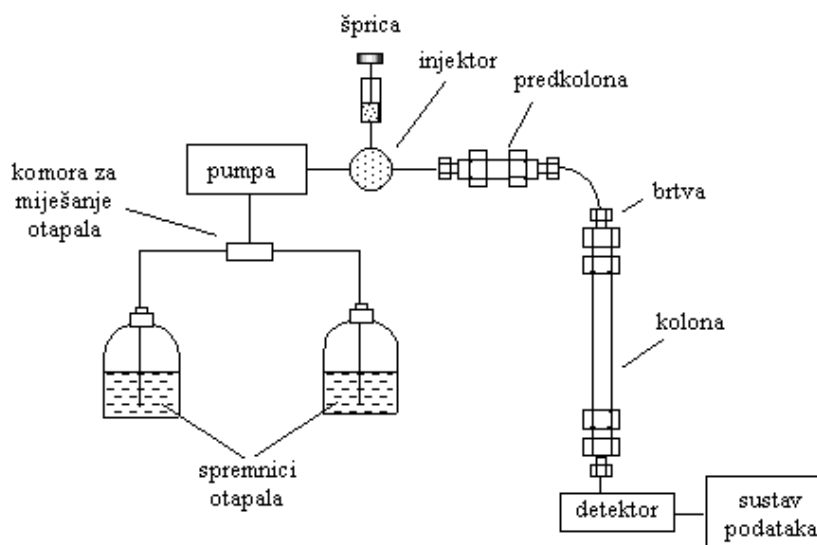 šprica
injektor
predkolona
pumpa
komora za
miješanje
otapala
brtva
kolona
spremnici
otapala
detektor
sustav
podataka